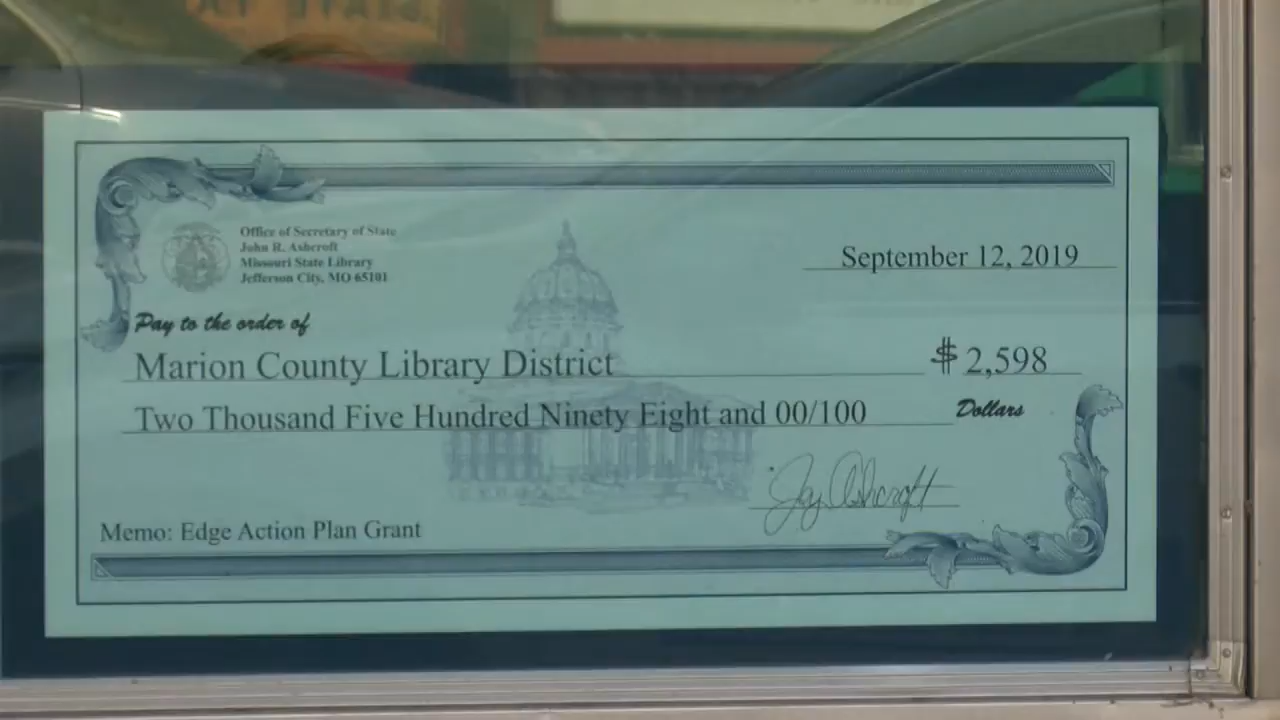 Office of Secretary of State
John R. Ashcroft
Missouri State Library
Jefferson City, MO 65101
September 12, 2019
Pay to the order of
Marion County Library District
$ 2,598
Two Thousand Five Hundred Ninety Eight and 00/100
Dollars
Jay Ashcroft
Memo: Edge Action Plan Grant